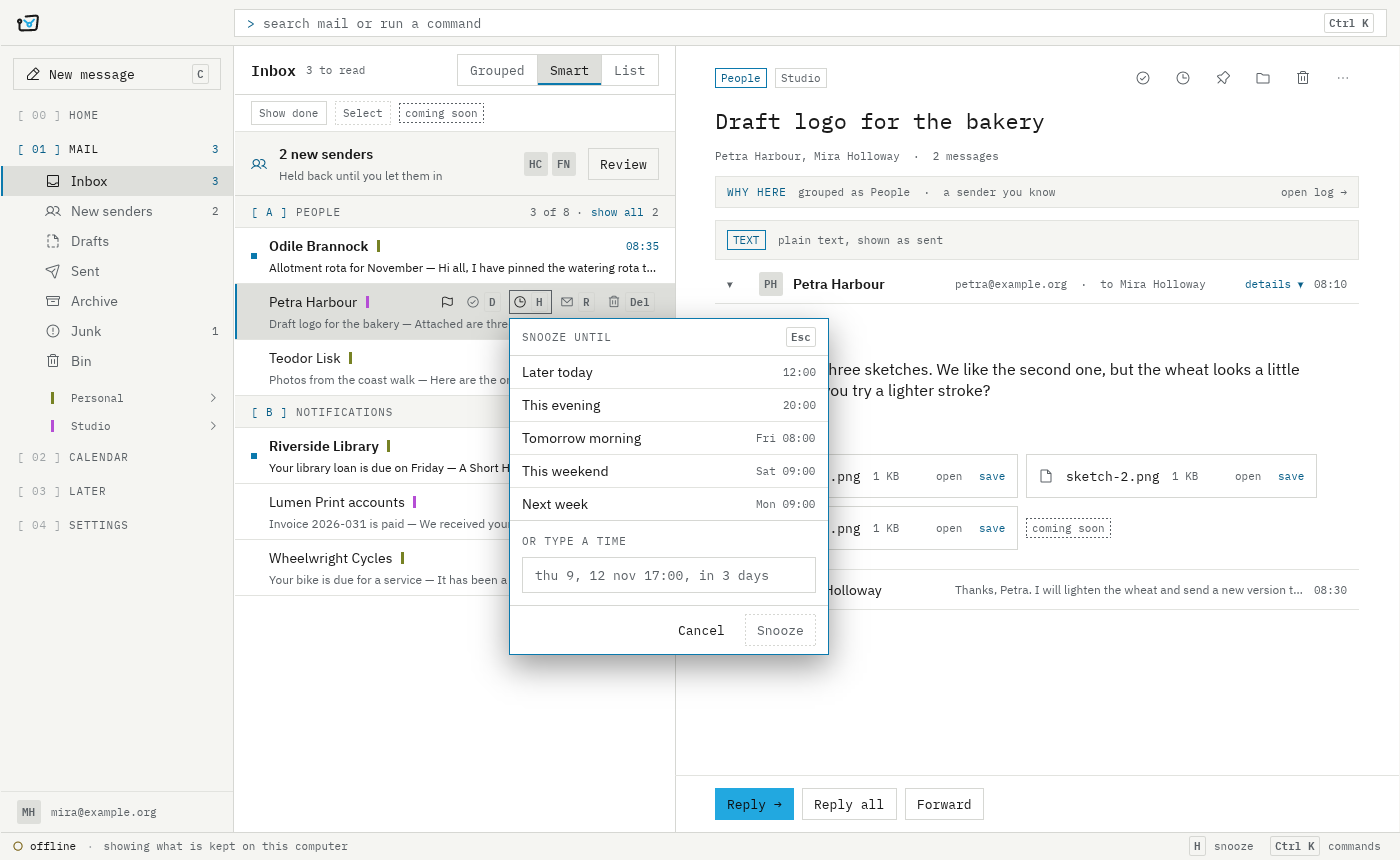 > search mail or run a command Ctrl K
New message C
[ 00 ] HOME
[ 01 ] MAIL 3
Inbox 3
New senders 2
Drafts
Sent
Archive
Junk 1
Bin
Personal
Studio
[ 02 ] CALENDAR
[ 03 ] LATER
[ 04 ] SETTINGS
MH mira@example.org
Inbox 3 to read Grouped Smart List
Show done Select coming soon
2 new senders
Held back until you let them in
HC FN Review
[ A ] PEOPLE 3 of 8 · show all 2
Odile Brannock 08:35
Allotment rota for November — Hi all, I have pinned the watering rota t…
Petra Harbour D H R Del
Draft logo for the bakery — Attached are thre
Teodor Lisk
Photos from the coast walk — Here are the
[ B ] NOTIFICATIONS
Riverside Library
Your library loan is due on Friday — A Short
Lumen Print accounts
Invoice 2026-031 is paid — We received your
Wheelwright Cycles
Your bike is due for a service — It has been a
SNOOZE UNTIL Esc
Later today 12:00
This evening 20:00
Tomorrow morning Fri 08:00
This weekend Sat 09:00
Next week Mon 09:00
OR TYPE A TIME
thu 9, 12 nov 17:00, in 3 days
Cancel Snooze
People Studio
Draft logo for the bakery
Petra Harbour, Mira Holloway · 2 messages
WHY HERE grouped as People · a sender you know open log →
TEXT plain text, shown as sent
PH Petra Harbour petra@example.org · to Mira Holloway details ▾ 08:10
hree sketches. We like the second one, but the wheat looks a little
you try a lighter stroke?
.png 1 KB open save
sketch-2.png 1 KB open save
.png 1 KB open save
coming soon
Holloway Thanks, Petra. I will lighten the wheat and send a new version t… 08:30
Reply → Reply all Forward
offline · showing what is kept on this computer
H snooze Ctrl K commands